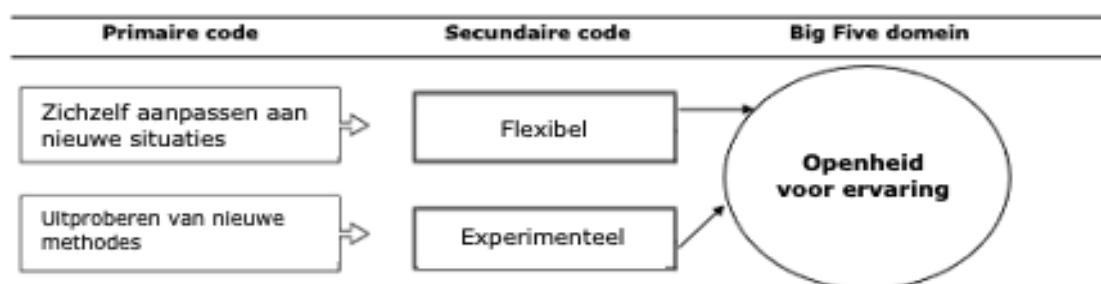 Primaire code
Secundaire code
Big Five domein
Zichzelf aanpassen aan
nieuwe situaties
Flexibel
Openheid
voor ervaring
Uitproberen van nieuwe
methodes
Experimenteel